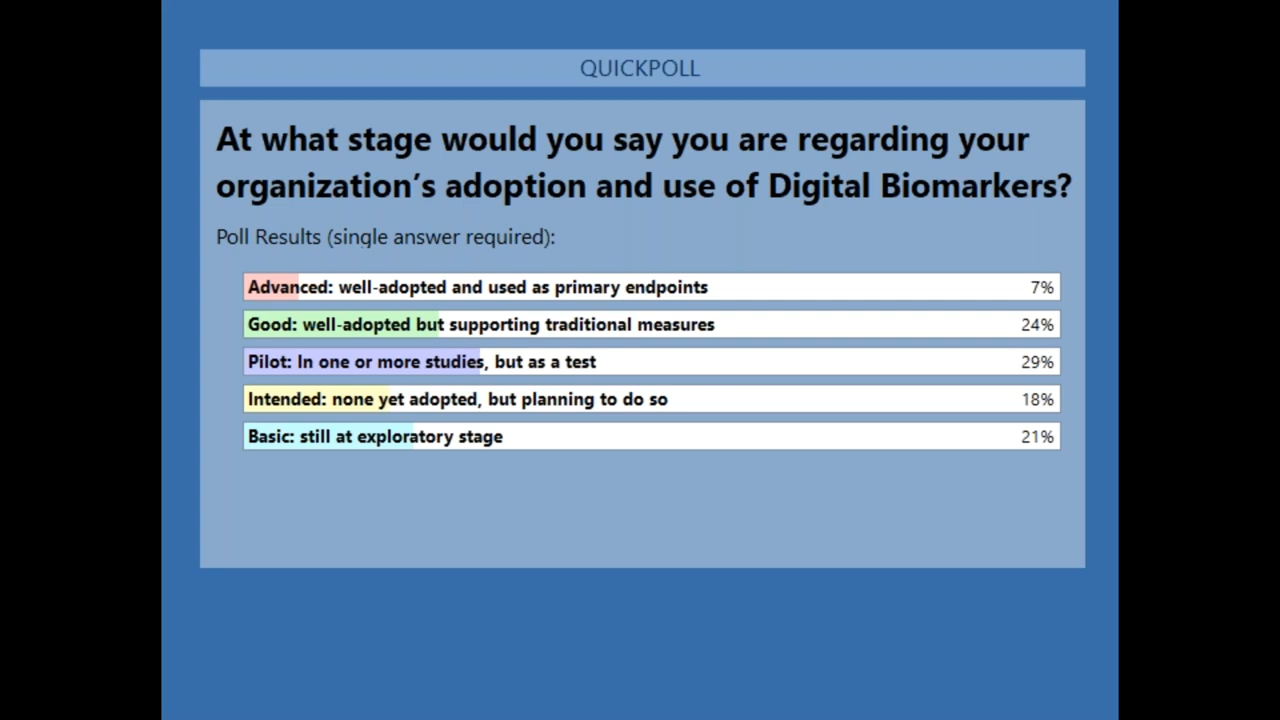 QUICKPOLL
At what stage would you say you are regarding your
organization’s adoption and use of Digital Biomarkers?
Poll Results (single answer required):
Advanced: well-adopted and used as primary endpoints 7%
Good: well-adopted but supporting traditional measures 24%
Pilot: In one or more studies, but as a test 29%
Intended: none yet adopted, but planning to do so 18%
Basic: still at exploratory stage 21%